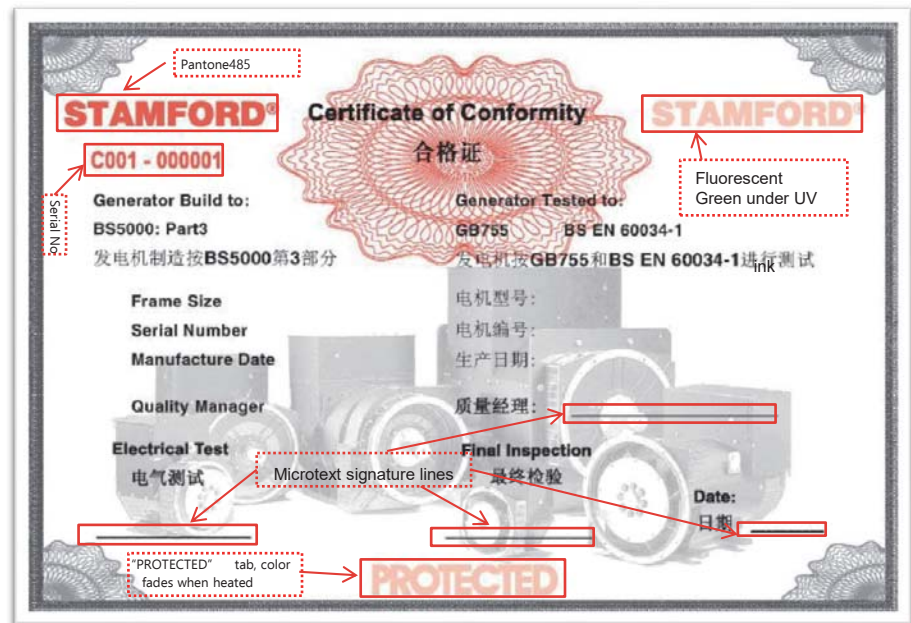 Pantone485
STAMFORD®
Certificate of Conformity
STAMFORD®
合格证
C001 - 000001
Fluorescent
Green under UV
ink
Serial No
Generator Build to:
Generator Tested to:
BS5000: Part3
GB755 BS EN 60034-1
发电机制造按BS5000第3部分
发电机按GB755和BS EN 60034-1进行测试
Frame Size
电机型号:
Serial Number
电机编号:
Manufacture Date
生产日期:
Quality Manager
质量经理:
Electrical Test
Final Inspection
电气测试
最终检验
Microtext signature lines
Date:
日期
"PROTECTED" tab, color
fades when heated
PROTECTED